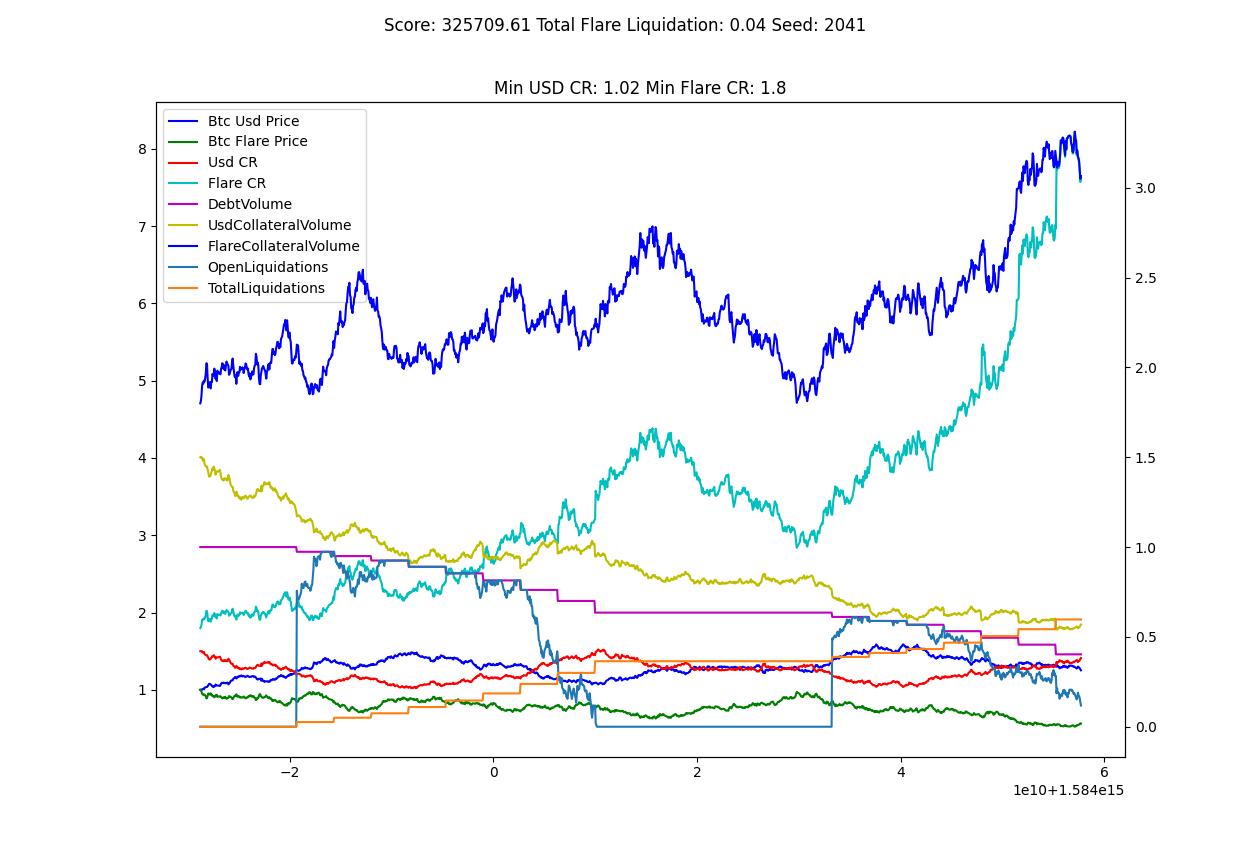 Score: 325709.61 Total Flare Liquidation: 0.04 Seed: 2041
Min USD CR: 1.02 Min Flare CR: 1.8
Btc Usd Price
Btc Flare Price
Usd CR
Flare CR
DebtVolume
UsdCollateralVolume
FlareCollateralVolume
OpenLiquidations
TotalLiquidations
8
7
6
5
4
3
2
1
3.0
2.5
2.0
1.5
1.0
0.5
0.0
−2 0 2 4 6
1e10+1.584e15